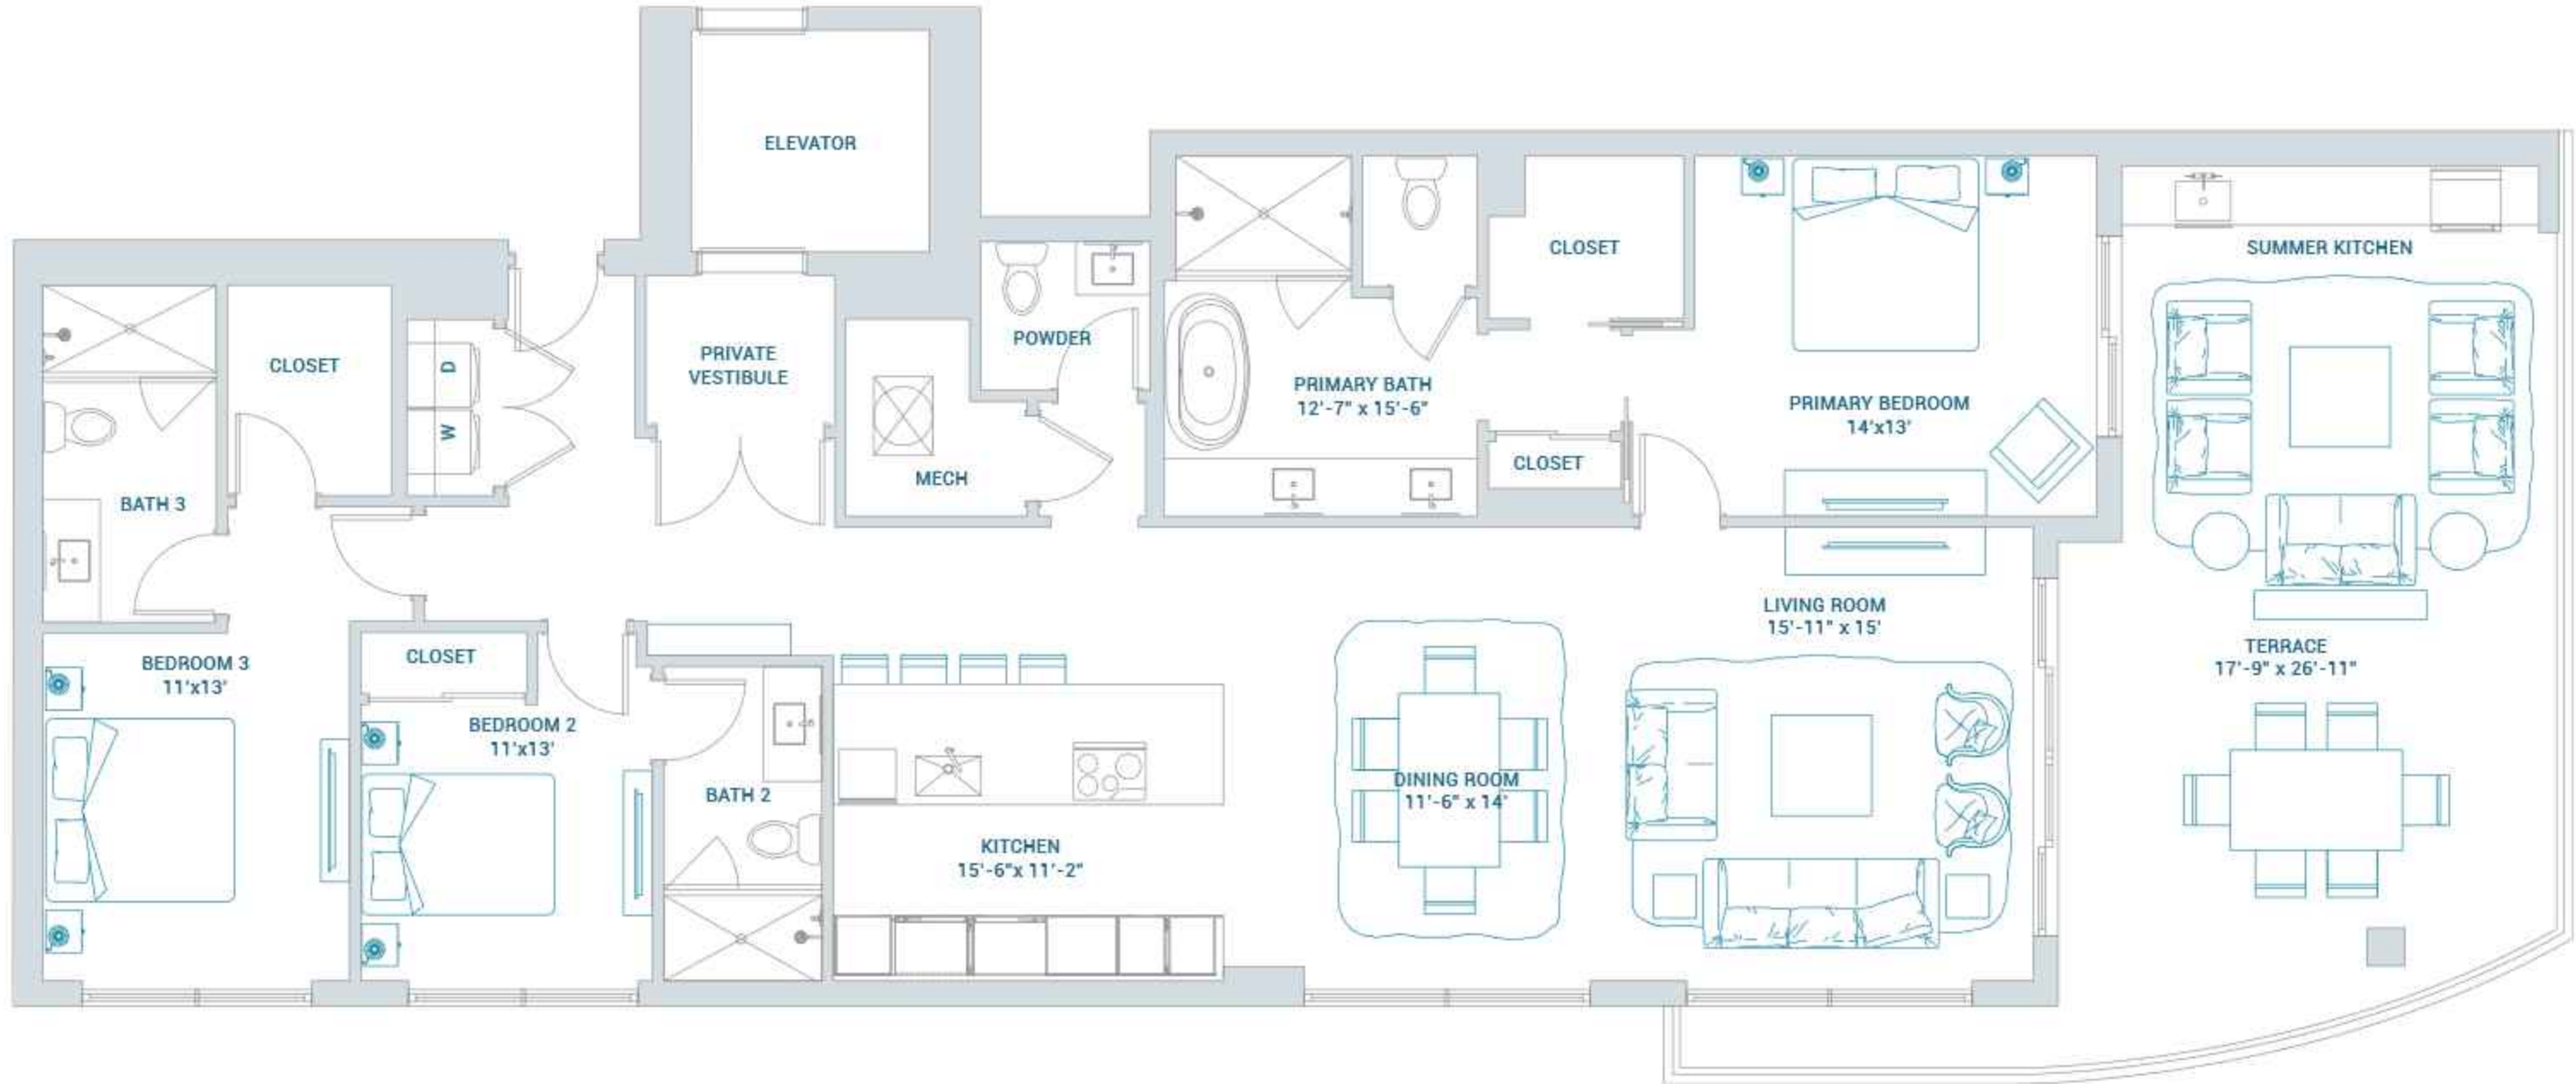 ELEVATOR
CLOSET
SUMMER KITCHEN
POWDER
PRIVATE
VESTIBULE
CLOSET
D
W
PRIMARY BATH
12'-7" x 15'-6"
PRIMARY BEDROOM
14'x13'
CLOSET
MECH
BATH 3
LIVING ROOM
15'-11" x 15'
TERRACE
17'-9" x 26'-11"
BEDROOM 3
11'x13'
CLOSET
BEDROOM 2
11'x13'
BATH 2
DINING ROOM
11'-6" x 14'
KITCHEN
15'-6"x 11'-2"